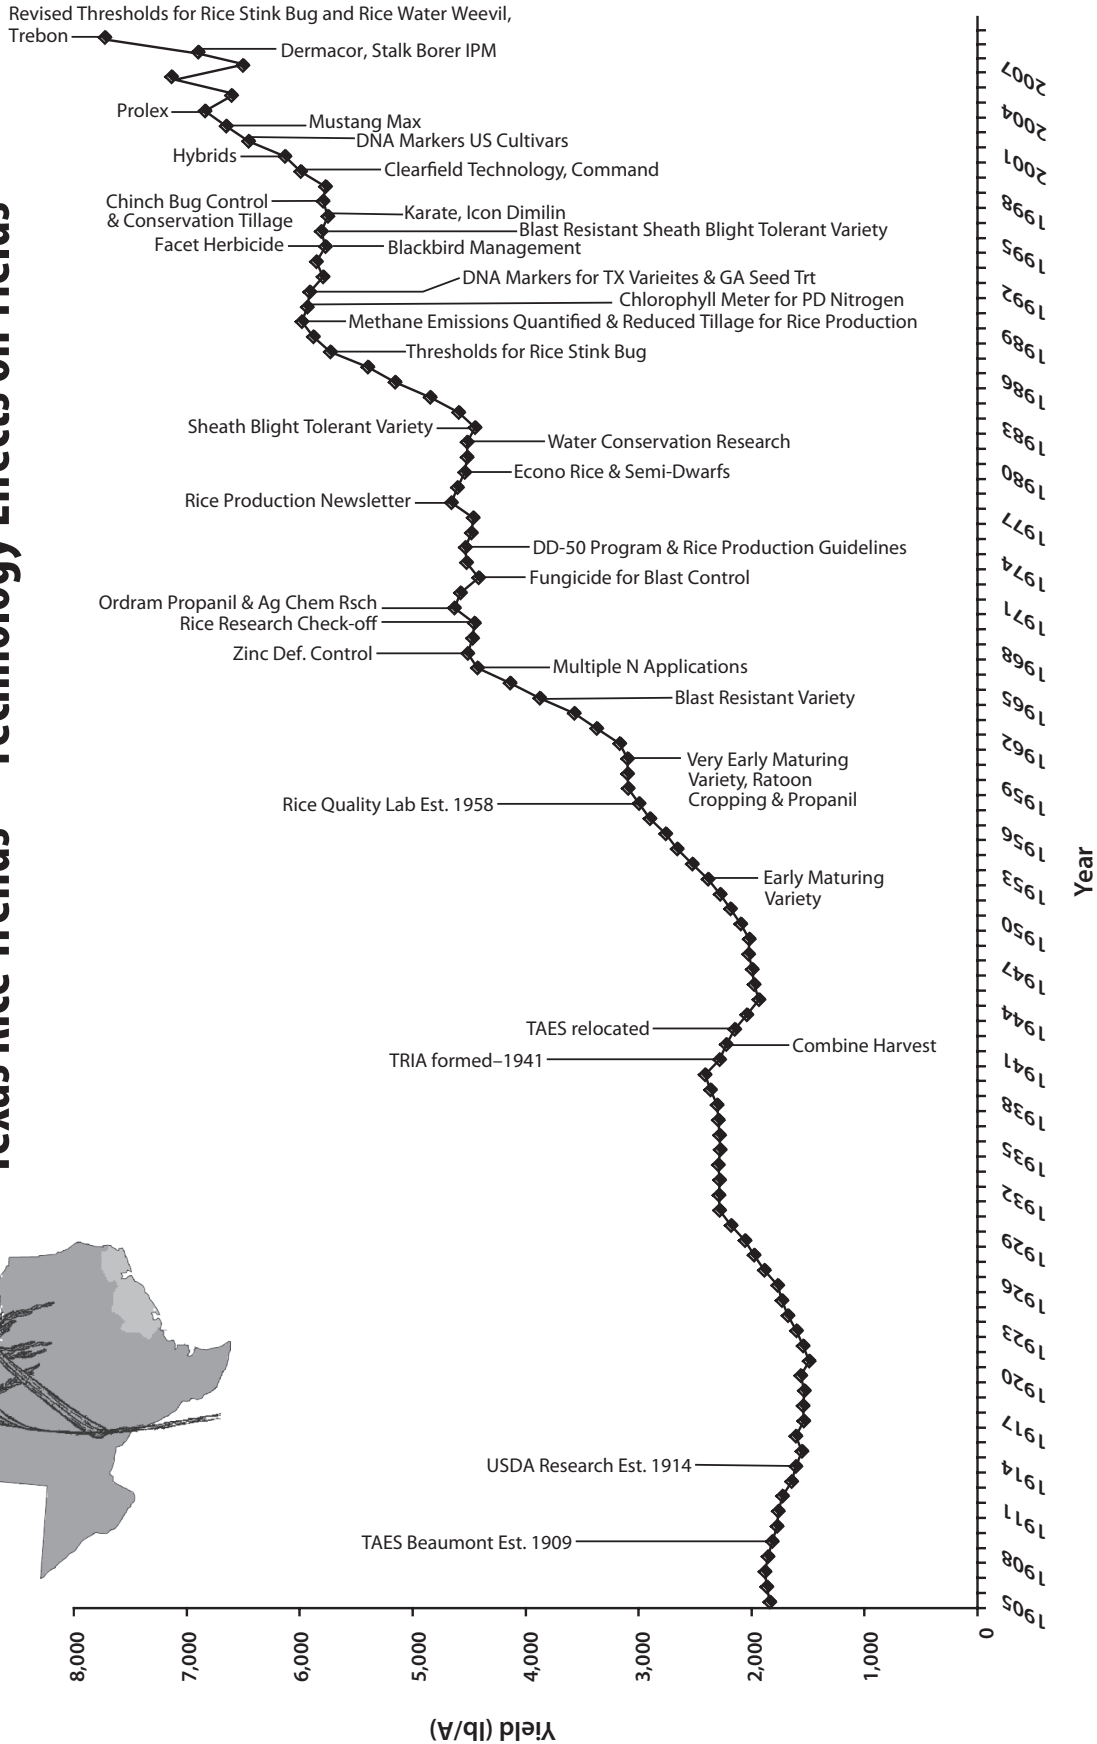 Texas Rice Trends
Technology Effects on Yields
Revised Thresholds for Rice Stink Bug and Rice Water Weevil,
Trebon
Dermacor, Stalk Borer IPM
Prolex
Mustang Max
DNA Markers US Cultivars
Hybrids
Clearfield Technology, Command
Chinch Bug Control
& Conservation Tillage
Karate, Icon Dimilin
Blast Resistant Sheath Blight Tolerant Variety
Facet Herbicide
Blackbird Management
DNA Markers for TX Varieites & GA Seed Trt
Chlorophyll Meter for PD Nitrogen
Methane Emissions Quantified & Reduced Tillage for Rice Production
Thresholds for Rice Stink Bug
Sheath Blight Tolerant Variety
Water Conservation Research
Econo Rice & Semi-Dwarfs
Rice Production Newsletter
DD-50 Program & Rice Production Guidelines
Fungicide for Blast Control
Ordram Propanil & Ag Chem Rsch
Rice Research Check-off
Zinc Def. Control
Multiple N Applications
Blast Resistant Variety
Very Early Maturing
Variety, Ratoon
Cropping & Propanil
Rice Quality Lab Est. 1958
Early Maturing
Variety
TAES relocated
Combine Harvest
TRIA formed–1941
USDA Research Est. 1914
TAES Beaumont Est. 1909
2007
2004
2001
1998
1995
1992
1989
1986
1983
1980
1977
1974
1971
1968
1965
1962
1959
1956
1953
1950
1947
1944
1941
1938
1935
1932
1929
1926
1923
1920
1917
1914
1911
1908
1905
Year
8,000
7,000
6,000
5,000
4,000
3,000
2,000
1,000
0
Yield (lb/A)